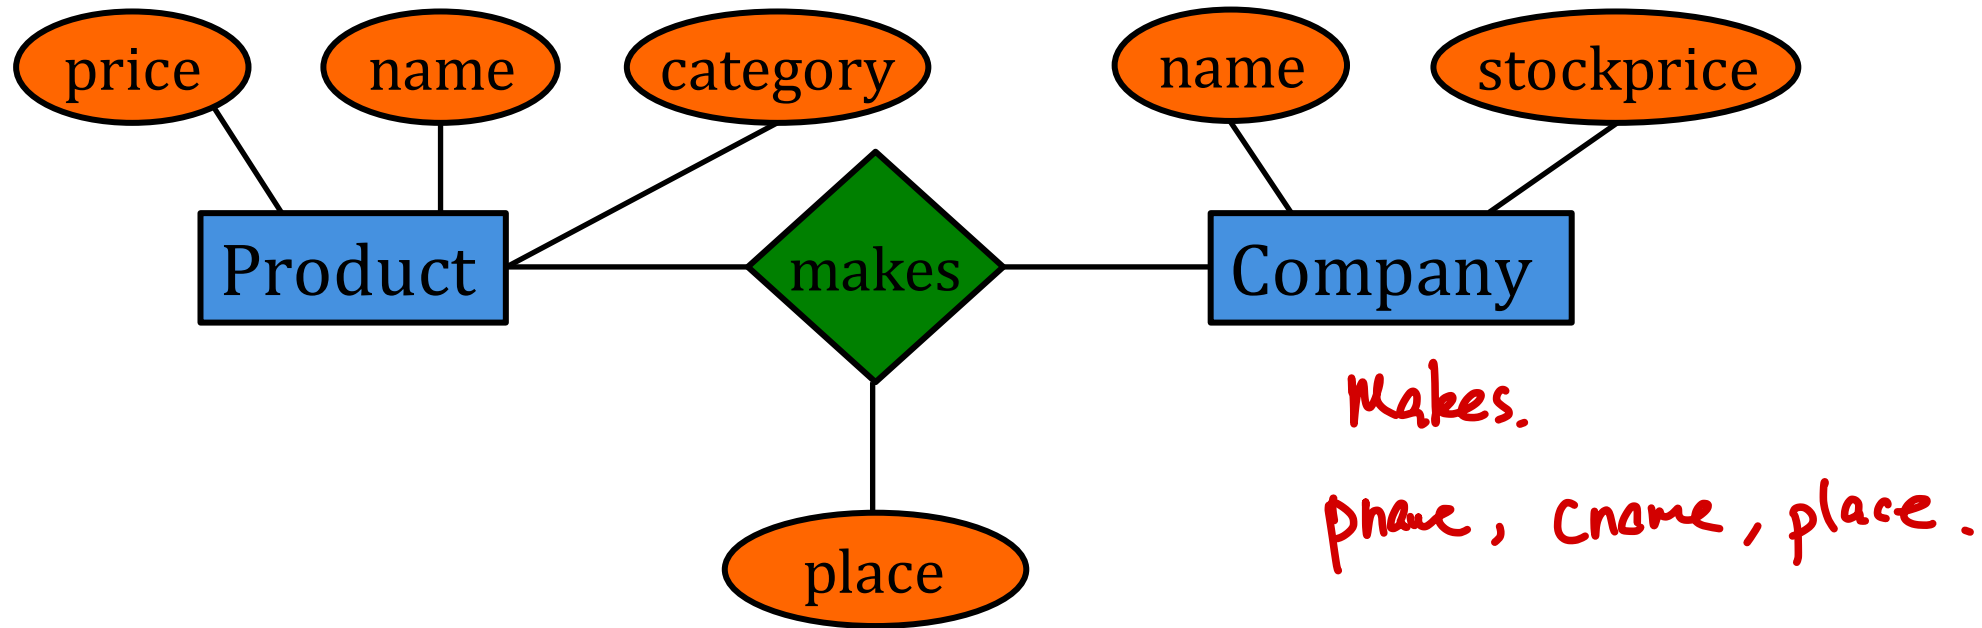 price name category name stockprice
Product makes Company
Makes.
pname, cname, place.
place